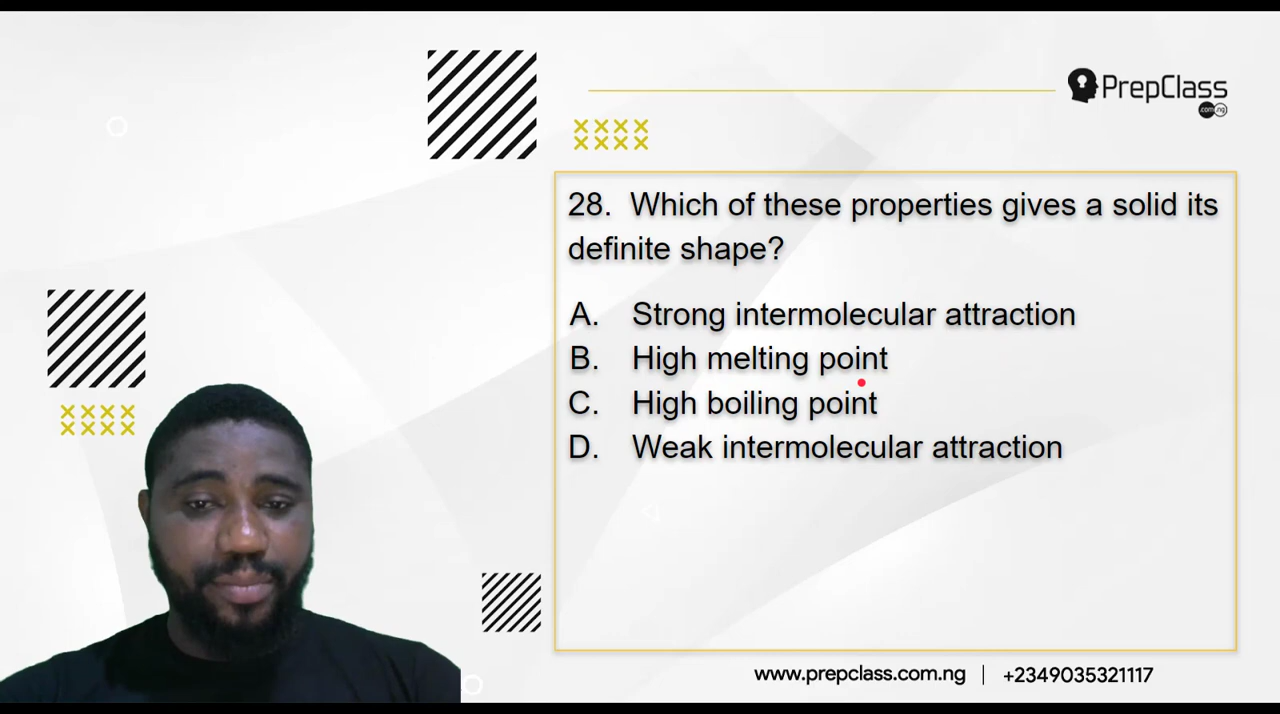 PrepClass
.com.ng
28. Which of these properties gives a solid its
definite shape?
A. Strong intermolecular attraction
B. High melting point
C. High boiling point
D. Weak intermolecular attraction
www.prepclass.com.ng | +2349035321117